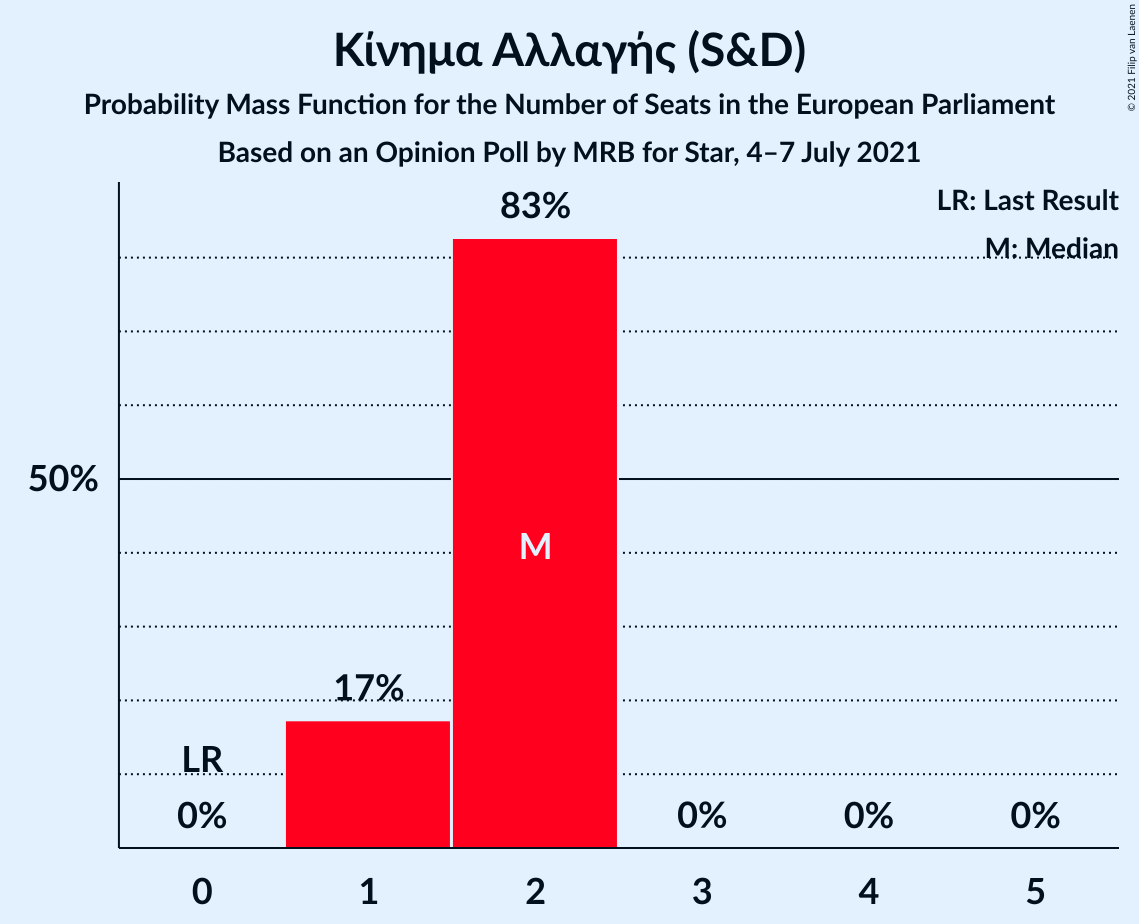 Κίνημα Αλλαγής (S&D)
Probability Mass Function for the Number of Seats in the European Parliament
Based on an Opinion Poll by MRB for Star, 4–7 July 2021
© 2021 Filip van Laenen
LR: Last Result
M: Median
83%
50%
M
17%
LR
0% 0% 0% 0%
0 1 2 3 4 5